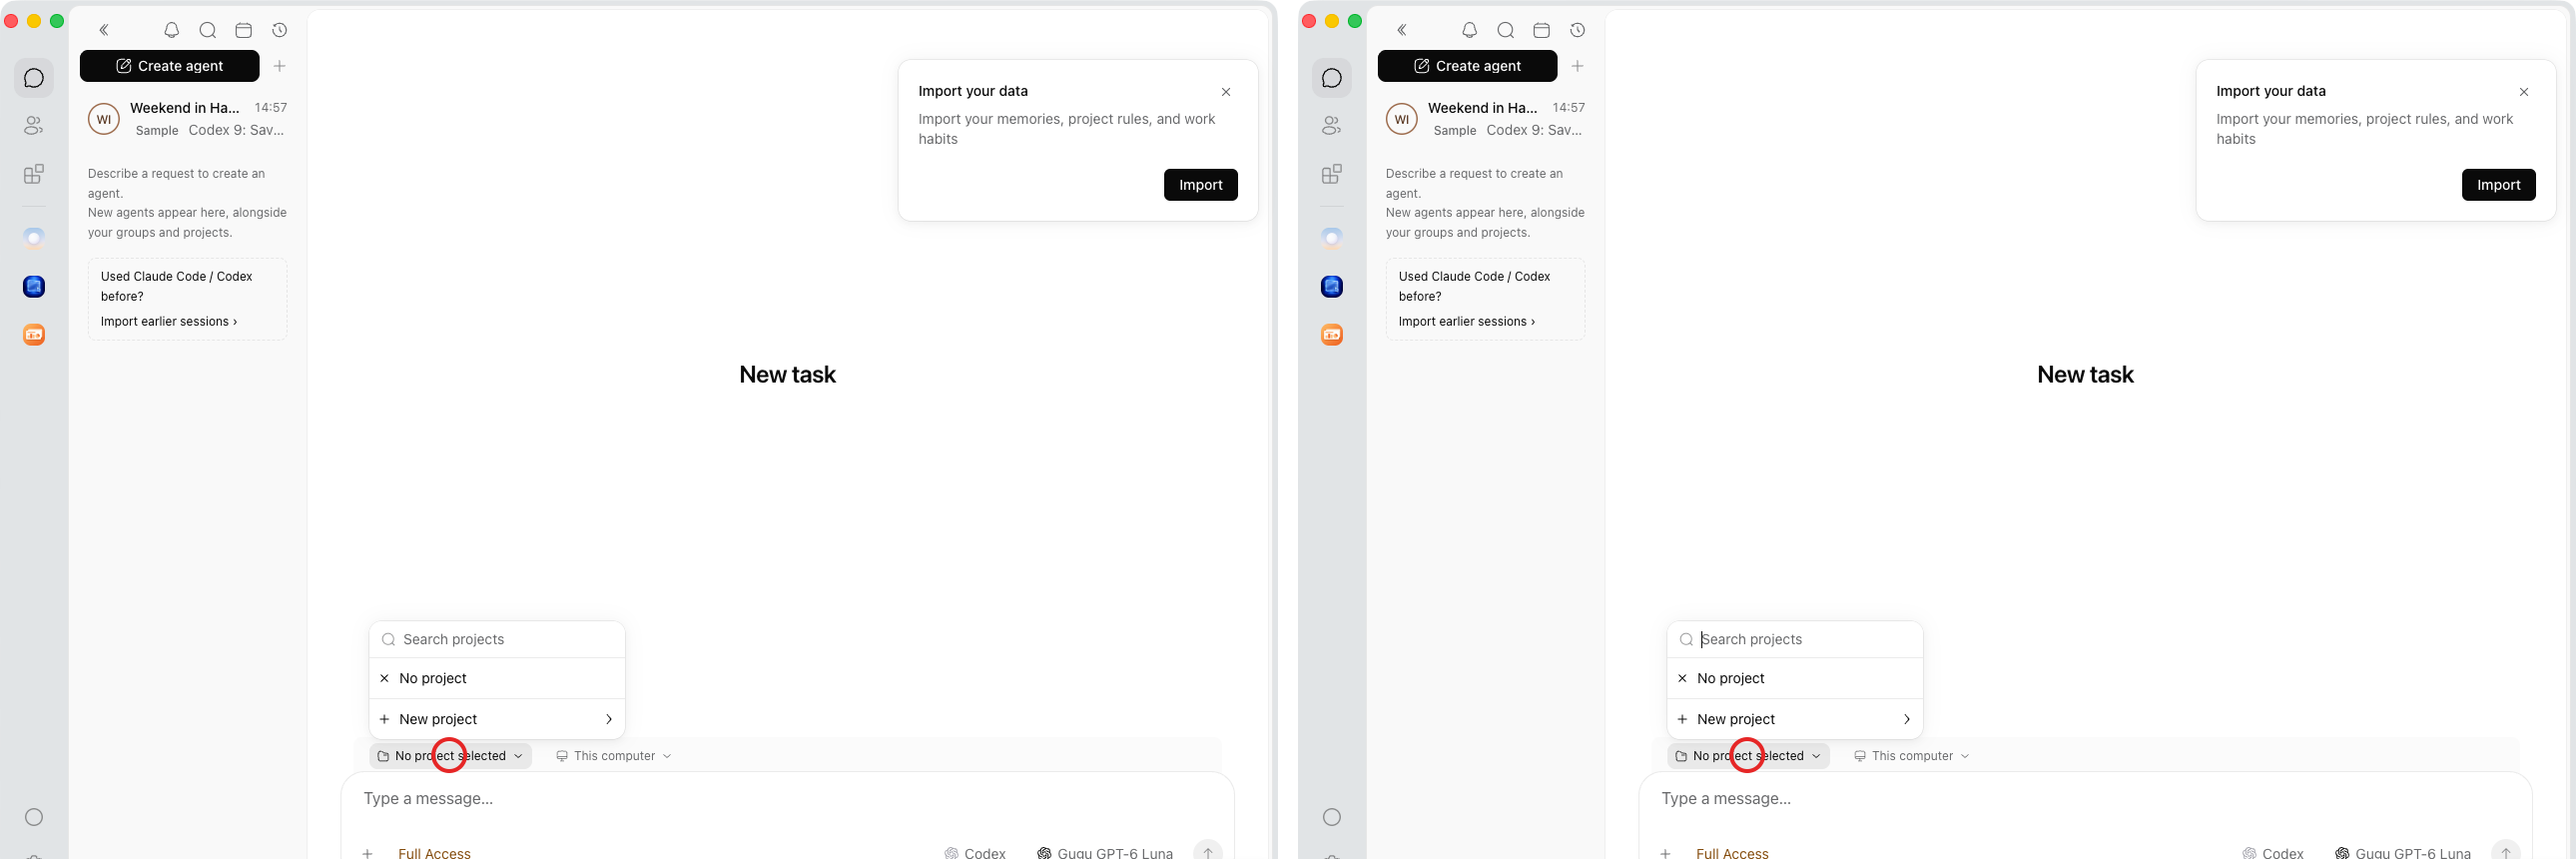 Create agent
WI
Weekend in Ha...
14:57
Sample
Codex 9: Sav...
Describe a request to create an
agent.
New agents appear here, alongside
your groups and projects.
Used Claude Code / Codex
before?
Import earlier sessions ›
Import your data
Import your memories, project rules, and work
habits
Import
New task
Search projects
No project
New project
No project selected
This computer
Type a message...
Full Access
Codex
Gugu GPT-6 Luna
Create agent
WI
Weekend in Ha...
14:57
Sample
Codex 9: Sav...
Describe a request to create an
agent.
New agents appear here, alongside
your groups and projects.
Used Claude Code / Codex
before?
Import earlier sessions ›
Import your data
Import your memories, project rules, and work
habits
Import
New task
Search projects
No project
New project
No project selected
This computer
Type a message...
Full Access
Codex
Gugu GPT-6 Luna